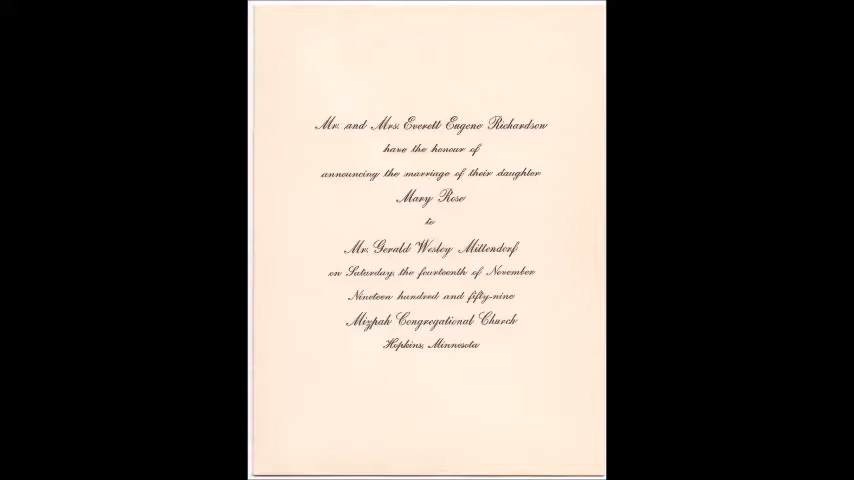 Mr. and Mrs. Everett Eugene Richardson
have the honour of
announcing the marriage of their daughter
Mary Rose
to
Mr. Gerald Wesley Mittendorf
on Saturday, the fourteenth of November
Nineteen hundred and fifty-nine
Mizpah Congregational Church
Hopkins, Minnesota